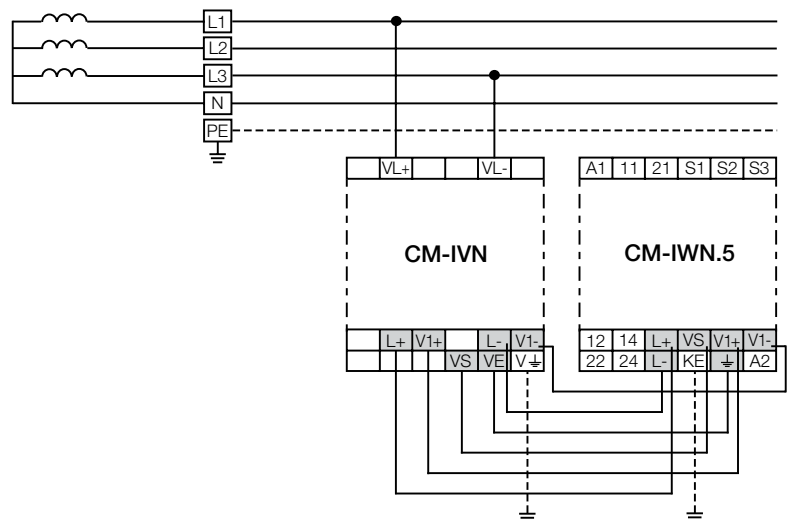 L1
L2
L3
N
PE
VL+ VL-
A1 11 21 S1 S2 S3
CM-IVN
CM-IWN.5
L+ V1+ L- V1-
VS VE V⏚
12 14 L+ VS V1+ V1-
22 24 L- KE ⏚ A2